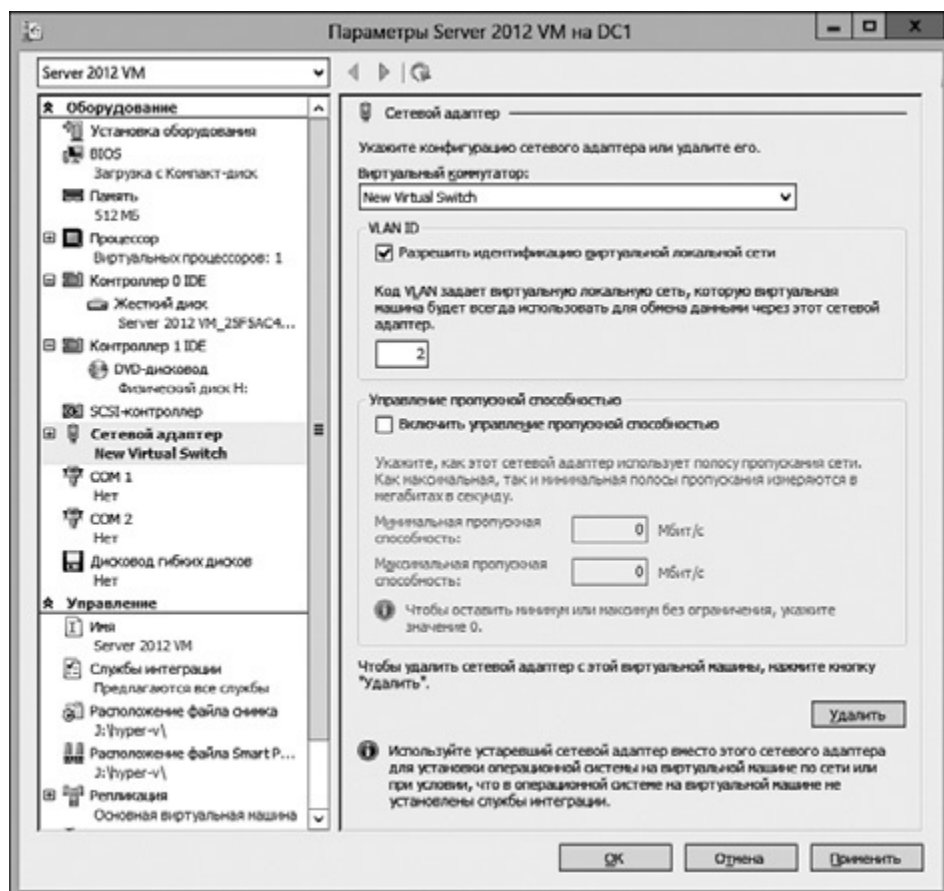 Параметры Server 2012 VM на DC1
Server 2012 VM
Оборудование
Установка оборудования
BIOS
Загрузка с Компакт-диск
Память
512 МБ
Процессор
Виртуальных процессоров: 1
Контроллер 0 IDE
Жесткий диск
Server 2012 VM_25F5AC4...
Контроллер 1 IDE
DVD-дисковод
Физический диск H:
SCSI-контроллер
Сетевой адаптер
New Virtual Switch
COM 1
Нет
COM 2
Нет
Дисковод гибких дисков
Нет
Управление
Имя
Server 2012 VM
Службы интеграции
Предлагаются все службы
Расположение файла снимка
J:\hyper-v\
Расположение файла Smart P...
J:\hyper-v\
Репликация
Основная виртуальная машина
Сетевой адаптер
Укажите конфигурацию сетевого адаптера или удалите его.
Виртуальный коммутатор:
New Virtual Switch
VLAN ID
Разрешить идентификацию виртуальной локальной сети
Код VLAN задает виртуальную локальную сеть, которую виртуальная
машина будет всегда использовать для обмена данными через этот сетевой
адаптер.
2
Управление пропускной способностью
Включить управление пропускной способностью
Укажите, как этот сетевой адаптер использует полосу пропускания сети.
Как максимальная, так и минимальная полосы пропускания измеряются в
мегабитах в секунду.
Минимальная пропускная
способность:
0 Мбит/с
Максимальная пропускная
способность:
0 Мбит/с
Чтобы оставить минимум или максимум без ограничения, укажите
значение 0.
Чтобы удалить сетевой адаптер с этой виртуальной машины, нажмите кнопку
"Удалить".
Удалить
Используйте устаревший сетевой адаптер вместо этого сетевого адаптера
для установки операционной системы на виртуальной машине по сети или
при условии, что в операционной системе на виртуальной машине не
установлены службы интеграции.
OK
Отмена
Применить